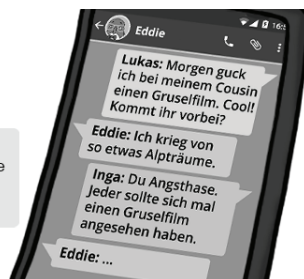 Eddie
16:
Lukas: Morgen guck
ich bei meinem Cousin
einen Gruselfilm. Cool!
Kommt ihr vorbei?
Eddie: Ich krieg von
so etwas Alpträume.
Inga: Du Angsthase.
Jeder sollte sich mal
einen Gruselfilm
angesehen haben.
Eddie: ...
e